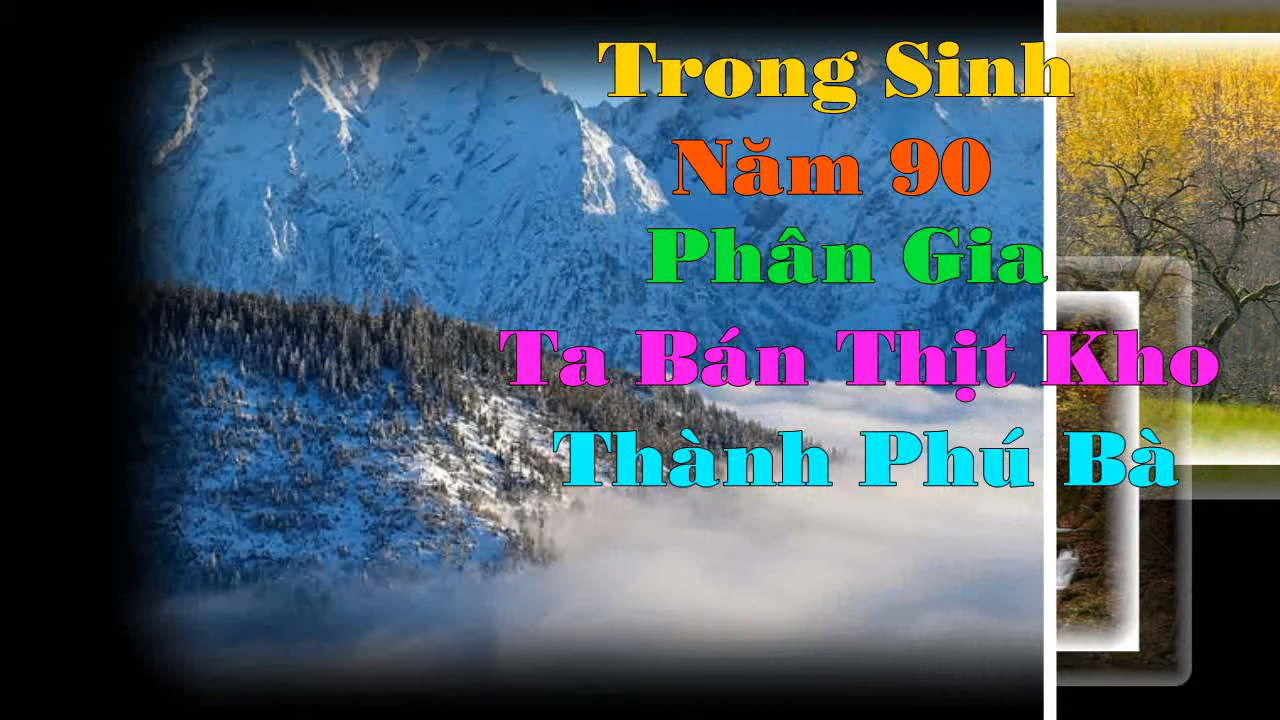 Trong Sinh
Năm 90
Phân Gia
Ta Bán Thịt Kho
Thành Phú Bà